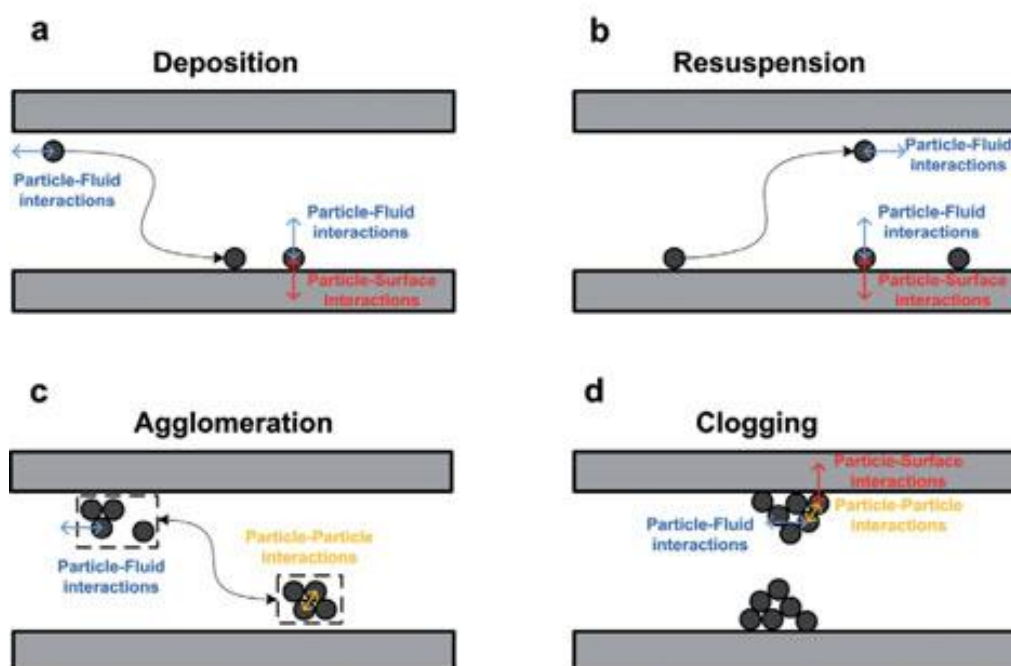 a
Deposition
Particle-Fluid
interactions
Particle-Fluid
interactions
Particle-Surface
interactions
b
Resuspension
Particle-Fluid
interactions
Particle-Fluid
interactions
Particle-Surface
interactions
c
Agglomeration
Particle-Fluid
interactions
Particle-Particle
interactions
d
Clogging
Particle-Surface
interactions
Particle-Particle
interactions
Particle-Fluid
interactions